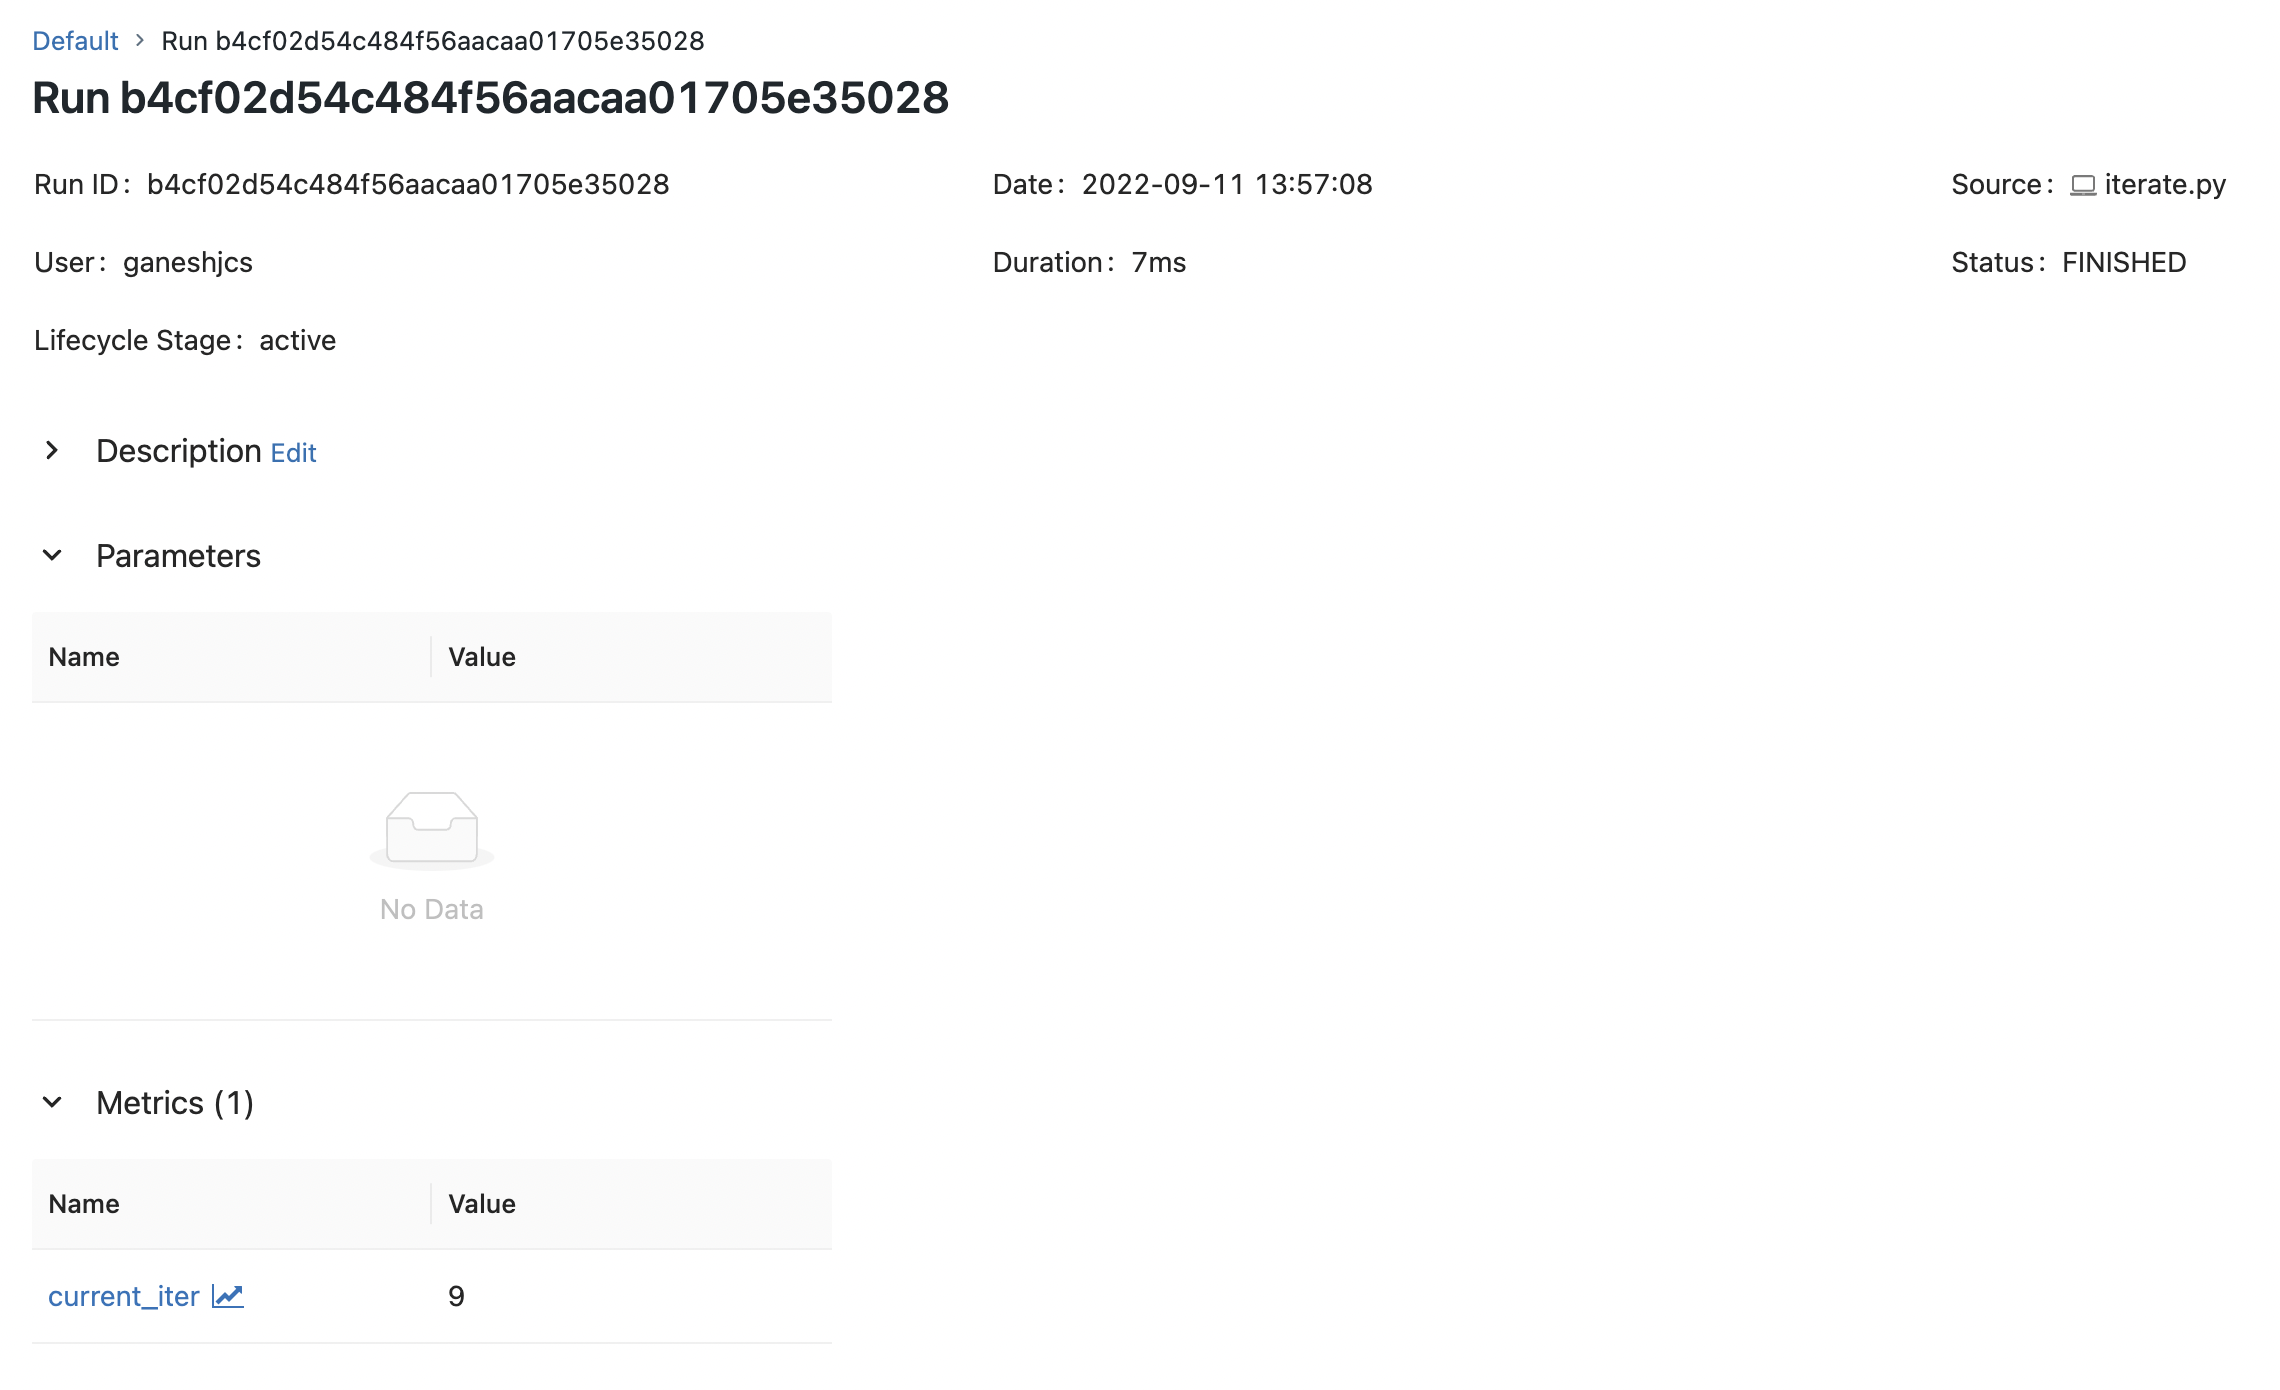 Default > Run b4cf02d54c484f56aacaa01705e35028
Run b4cf02d54c484f56aacaa01705e35028
Run ID: b4cf02d54c484f56aacaa01705e35028
Date: 2022-09-11 13:57:08
Source: iterate.py
User: ganeshjcs
Duration: 7ms
Status: FINISHED
Lifecycle Stage: active
Description Edit
Parameters
Name Value
No Data
Metrics (1)
Name Value
current_iter 9